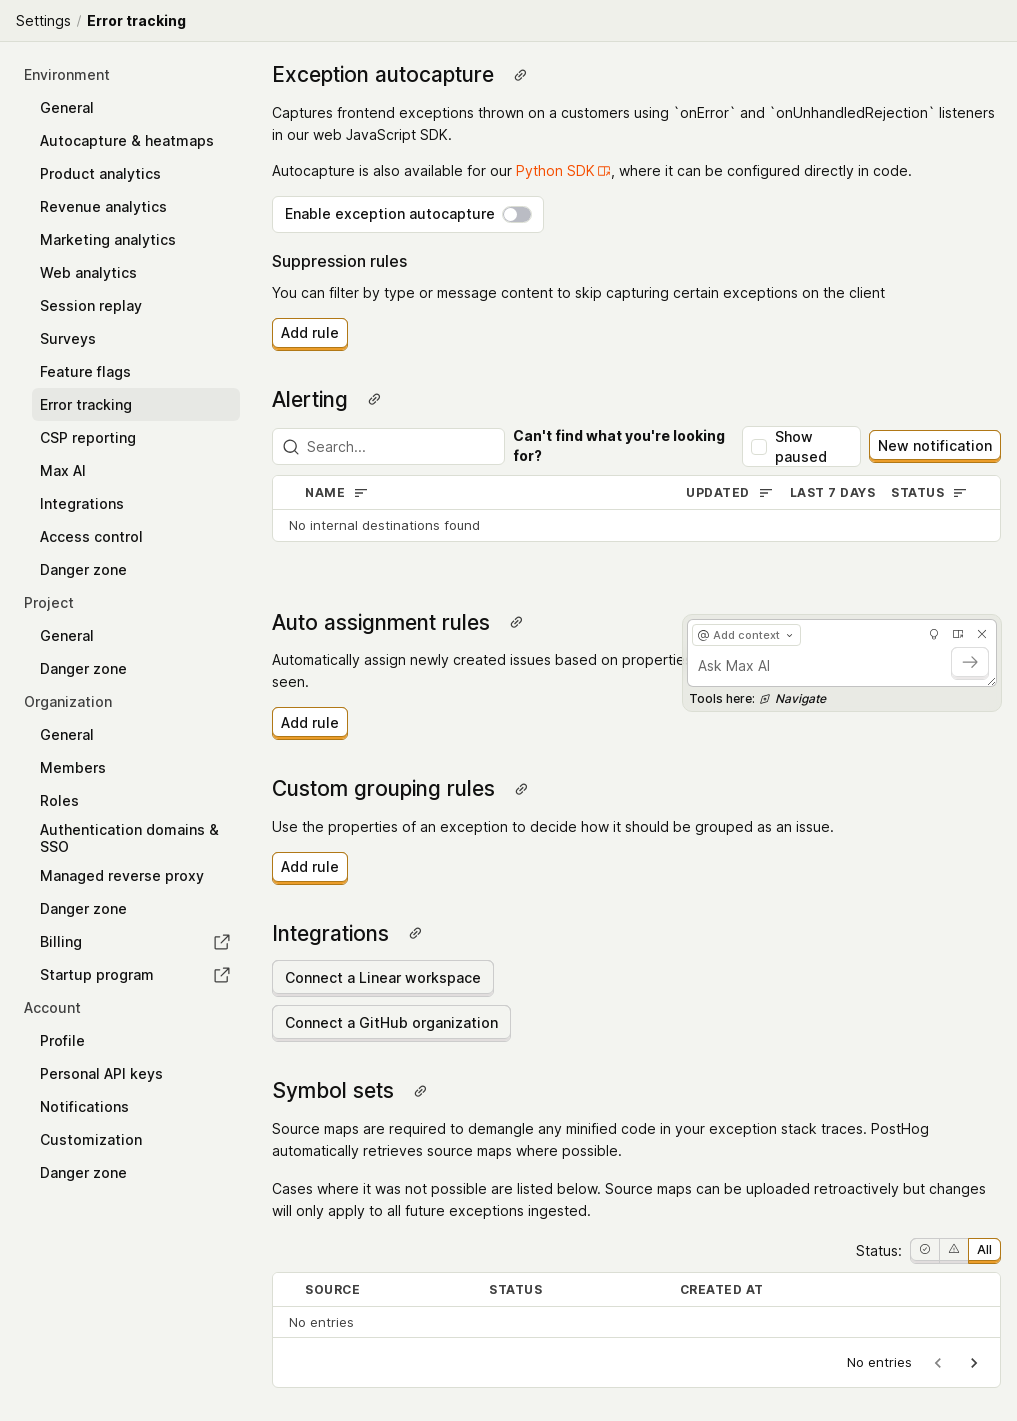 Settings / Error tracking
Environment
General
Autocapture & heatmaps
Product analytics
Revenue analytics
Marketing analytics
Web analytics
Session replay
Surveys
Feature flags
Error tracking
CSP reporting
Max AI
Integrations
Access control
Danger zone
Project
General
Danger zone
Organization
General
Members
Roles
Authentication domains &
SSO
Managed reverse proxy
Danger zone
Billing
Startup program
Account
Profile
Personal API keys
Notifications
Customization
Danger zone
Exception autocapture
Captures frontend exceptions thrown on a customers using `onError` and `onUnhandledRejection` listeners
in our web JavaScript SDK.
Autocapture is also available for our Python SDK, where it can be configured directly in code.
Enable exception autocapture
Suppression rules
You can filter by type or message content to skip capturing certain exceptions on the client
Add rule
Alerting
Search...
Can't find what you're looking
for?
Show
paused
New notification
NAME UPDATED LAST 7 DAYS STATUS
No internal destinations found
Auto assignment rules
Automatically assign newly created issues based on propertie
seen.
Add rule
@ Add context
Ask Max AI
Tools here: Navigate
Custom grouping rules
Use the properties of an exception to decide how it should be grouped as an issue.
Add rule
Integrations
Connect a Linear workspace
Connect a GitHub organization
Symbol sets
Source maps are required to demangle any minified code in your exception stack traces. PostHog
automatically retrieves source maps where possible.
Cases where it was not possible are listed below. Source maps can be uploaded retroactively but changes
will only apply to all future exceptions ingested.
Status: All
SOURCE STATUS CREATED AT
No entries
No entries